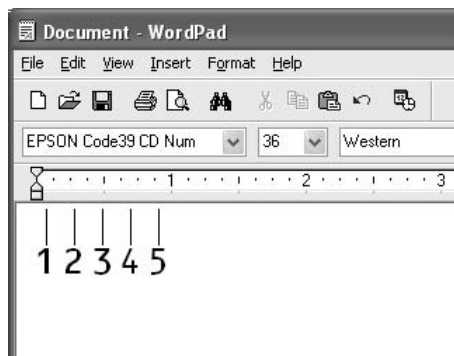 Document - WordPad
File Edit View Insert Format Help
EPSON Code39 CD Num 36 Western
1 2 3
1 2 3 4 5